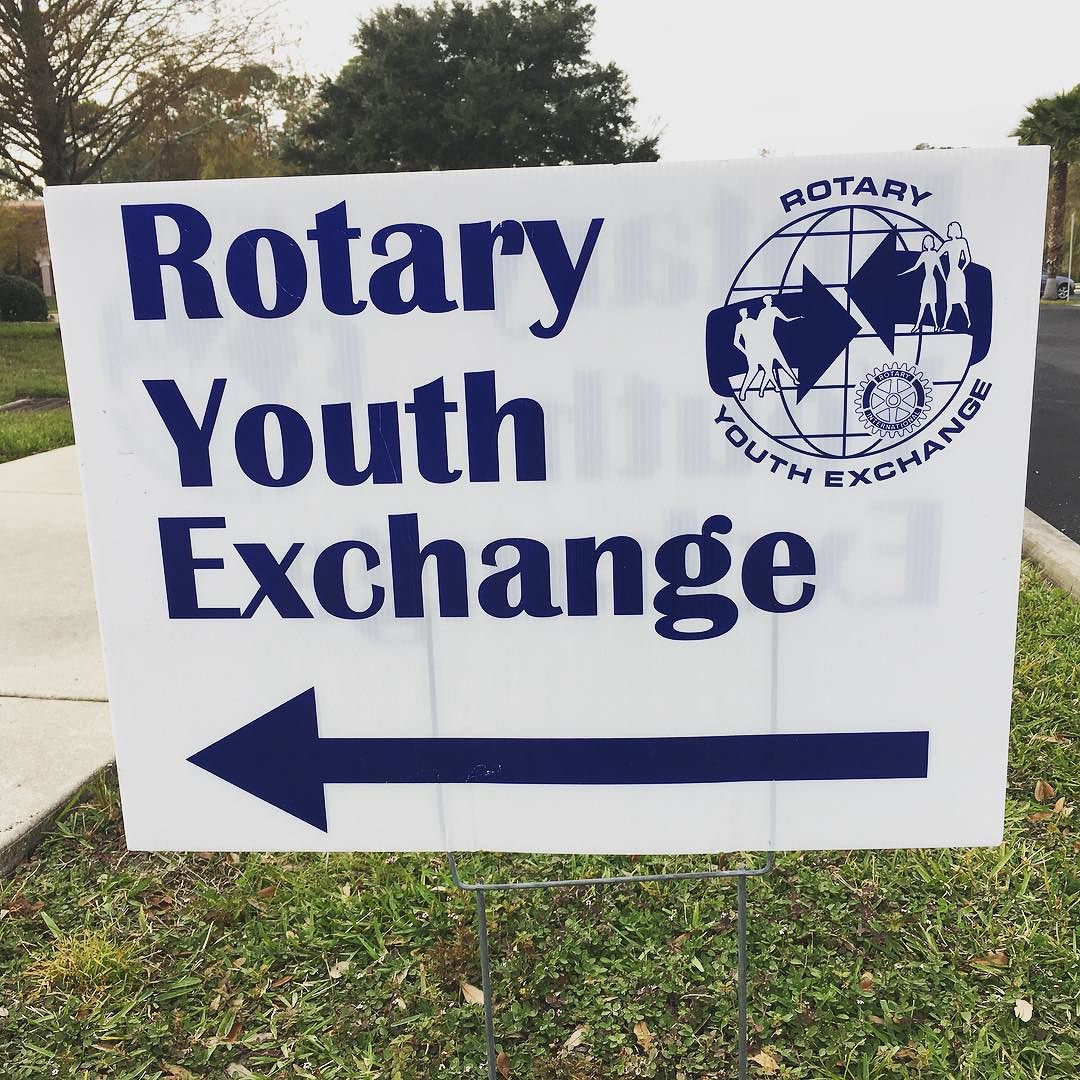 Rotary
Youth
Exchange
ROTARY
ROTARY
INTERNATIONAL
YOUTH EXCHANGE